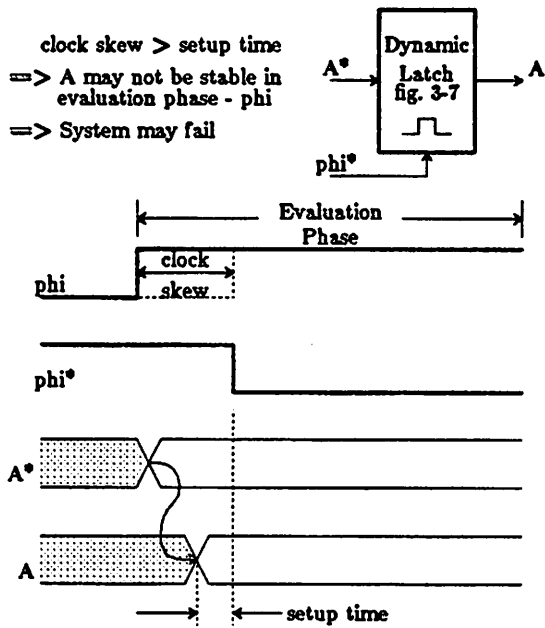 clock skew > setup time
=> A may not be stable in
evaluation phase - phi
=> System may fail
A*
Dynamic
Latch
fig. 3-7
A
phi*
Evaluation
Phase
clock
phi
skew
phi*
A*
A
setup time